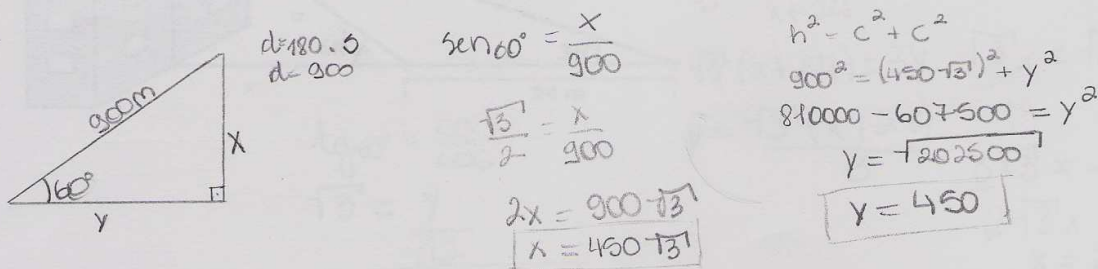 d=180.5
d=900
900m
60°
x
y
sen60° = x/900
√3/2 = x/900
2x = 900√3
x = 450√3
h² = c² + c²
900² = (450√3)² + y²
810000 - 607500 = y²
y = √202500
y = 450